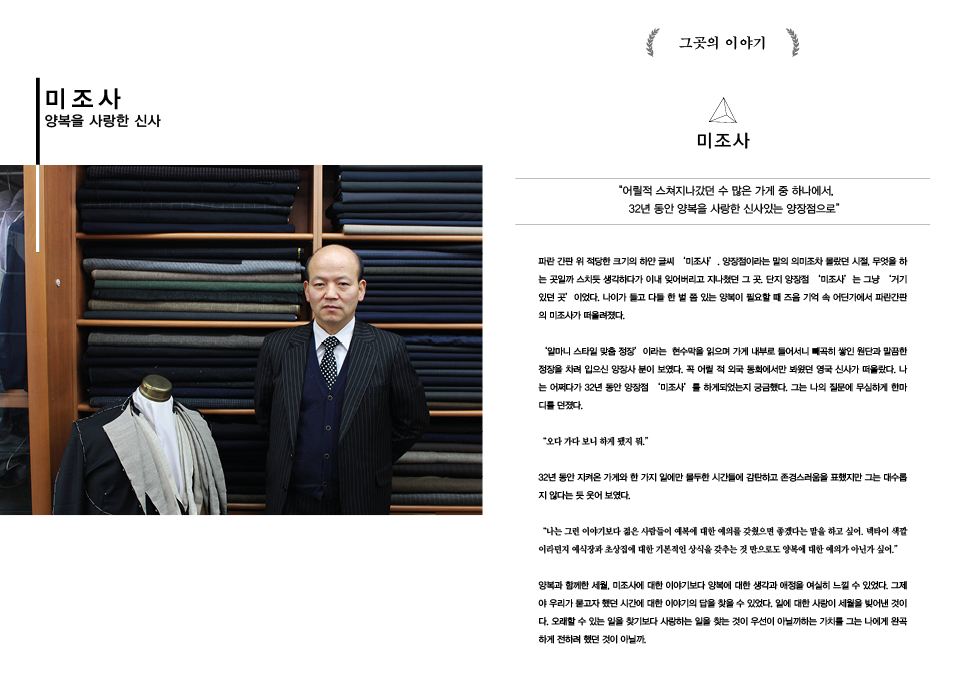 미조사
양복을 사랑한 신사
그곳의 이야기
미조사
"어릴적 스쳐지나갔던 수 많은 가게 중 하나에서,
32년 동안 양복을 사랑한 신사있는 양장점으로"
파란 간판 위 적당한 크기의 하얀 글씨 ‘미조사’. 양장점이라는 말의 의미조차 몰랐던 시절, 무엇을 하
는 곳일까 스치듯 생각하다가 이내 잊어버리고 지나쳤던 그 곳. 단지 양장점 ‘미조사’는 그냥 ‘거기
있던 곳’이었다. 나이가 들고 다들 한 벌 쯤 있는 양복이 필요할 때 즈음 기억 속 어딘가에서 파란간판
의 미조사가 떠올려졌다.
‘알마니 스타일 맞춤 정장’이라는 현수막을 읽으며 가게 내부로 들어서니 빼곡히 쌓인 원단과 말끔한
정장을 차려 입으신 양장사 분이 보였다. 꼭 어릴 적 외국 동화에서만 봐왔던 영국 신사가 떠올랐다. 나
는 어쩌다가 32년 동안 양장점 ‘미조사’를 하게되었는지 궁금했다. 그는 나의 질문에 무심하게 한마
디를 던졌다.
“오다 가다 보니 하게 됐지 뭐.”
32년 동안 지켜온 가게와 한 가지 일에만 몰두한 시간들에 감탄하고 존경스러움을 표했지만 그는 대수롭
지 않다는 듯 웃어 보였다.
“나는 그런 이야기보다 젊은 사람들이 예복에 대한 예의를 갖췄으면 좋겠다는 말을 하고 싶어. 넥타이 색깔
이라던지 예식장과 초상집에 대한 기본적인 상식을 갖추는 것 만으로도 양복에 대한 예의가 아닌가 싶어.”
양복과 함께한 세월, 미조사에 대한 이야기보다 양복에 대한 생각과 애정을 여실히 느낄 수 있었다. 그제
야 우리가 묻고자 했던 시간에 대한 이야기의 답을 찾을 수 있었다. 일에 대한 사랑이 세월을 빚어낸 것이
다. 오래할 수 있는 일을 찾기보다 사랑하는 일을 찾는 것이 우선이 아닐까하는 가치를 그는 나에게 완곡
하게 전하려 했던 것이 아닐까.